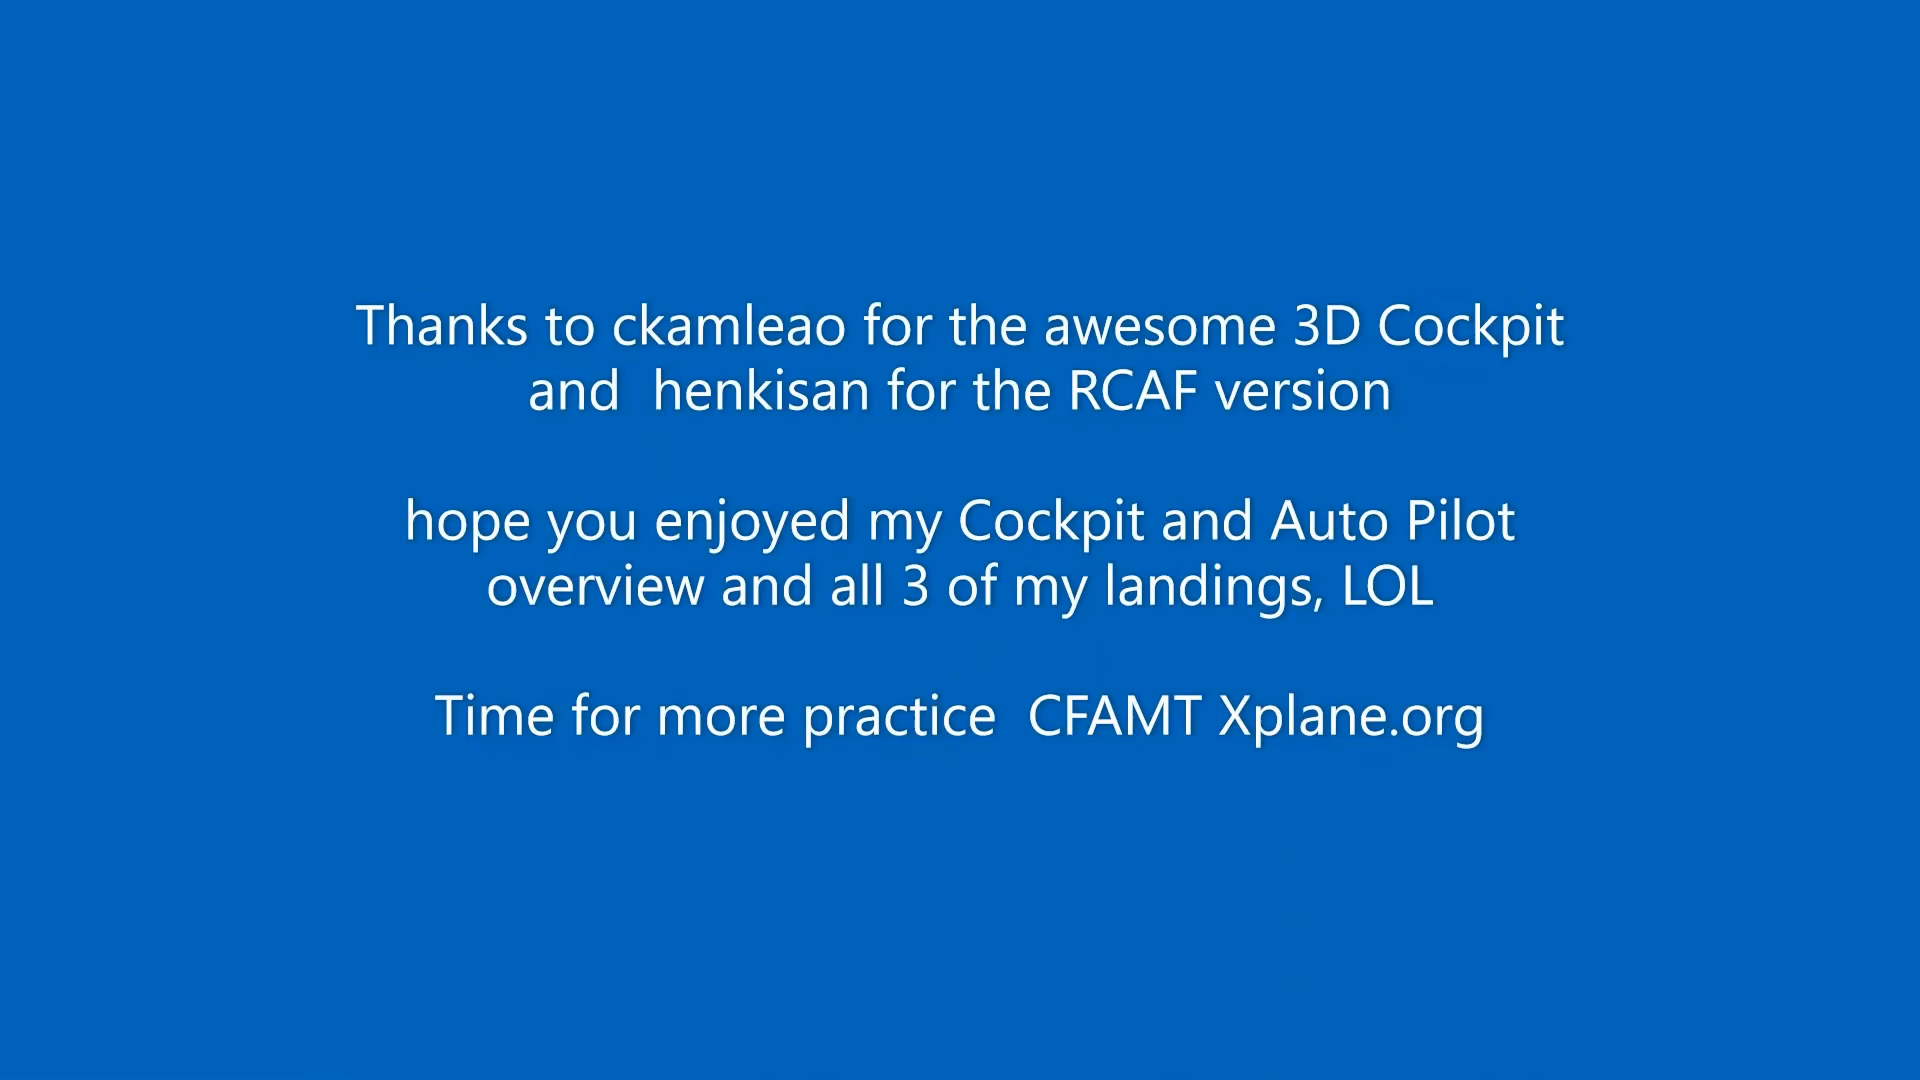 Thanks to ckamleao for the awesome 3D Cockpit
and  henkisan for the RCAF version
hope you enjoyed my Cockpit and Auto Pilot
overview and all 3 of my landings, LOL
Time for more practice  CFAMT Xplane.org